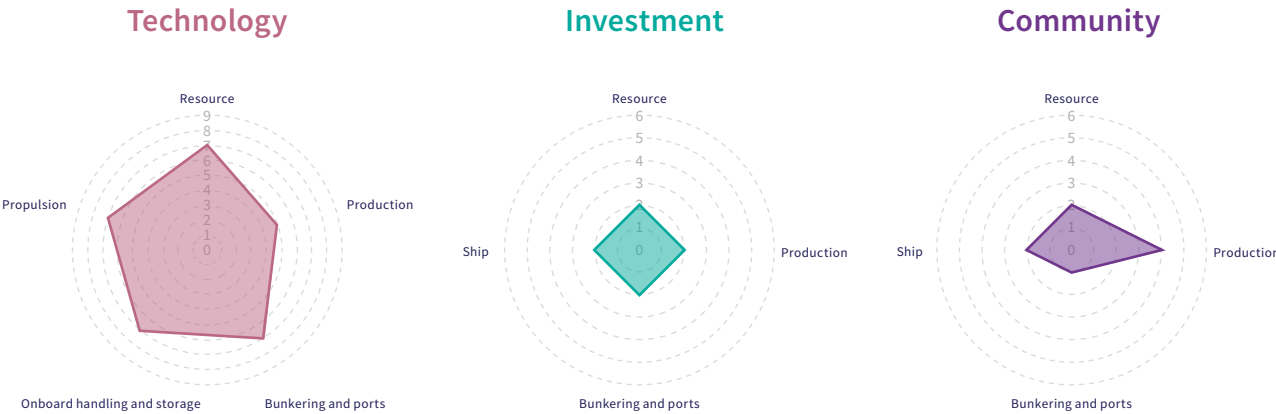 Technology
Resource
9
8
7
6
5
4
3
2
1
0
Propulsion
Production
Onboard handling and storage
Bunkering and ports
Investment
Resource
6
5
4
3
2
1
0
Ship
Production
Bunkering and ports
Community
Resource
6
5
4
3
2
1
0
Ship
Production
Bunkering and ports